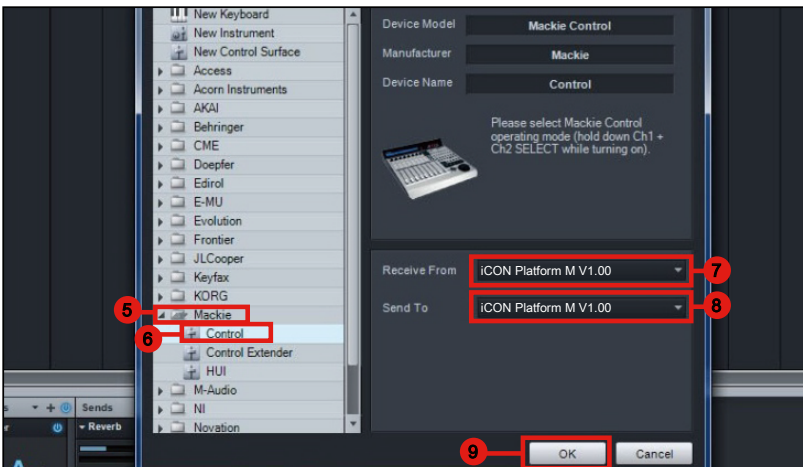 New Keyboard
New Instrument
New Control Surface
Access
Acorn Instruments
AKAI
Behringer
CME
Doepfer
Edirol
E-MU
Evolution
Frontier
JLCooper
Keyfax
KORG
5
Mackie
6
Control
Control Extender
HUI
M-Audio
NI
Novation
Device Model
Mackie Control
Manufacturer
Mackie
Device Name
Control
Please select Mackie Control
operating mode (hold down Ch1 +
Ch2 SELECT while turning on).
Receive From
iCON Platform M V1.00
7
Send To
iCON Platform M V1.00
8
Sends
Reverb
9
OK
Cancel